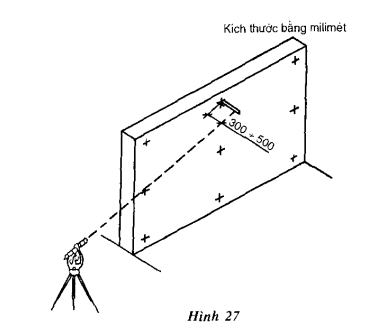 Kích thước bằng milimét
300 ÷ 500
Hình 27